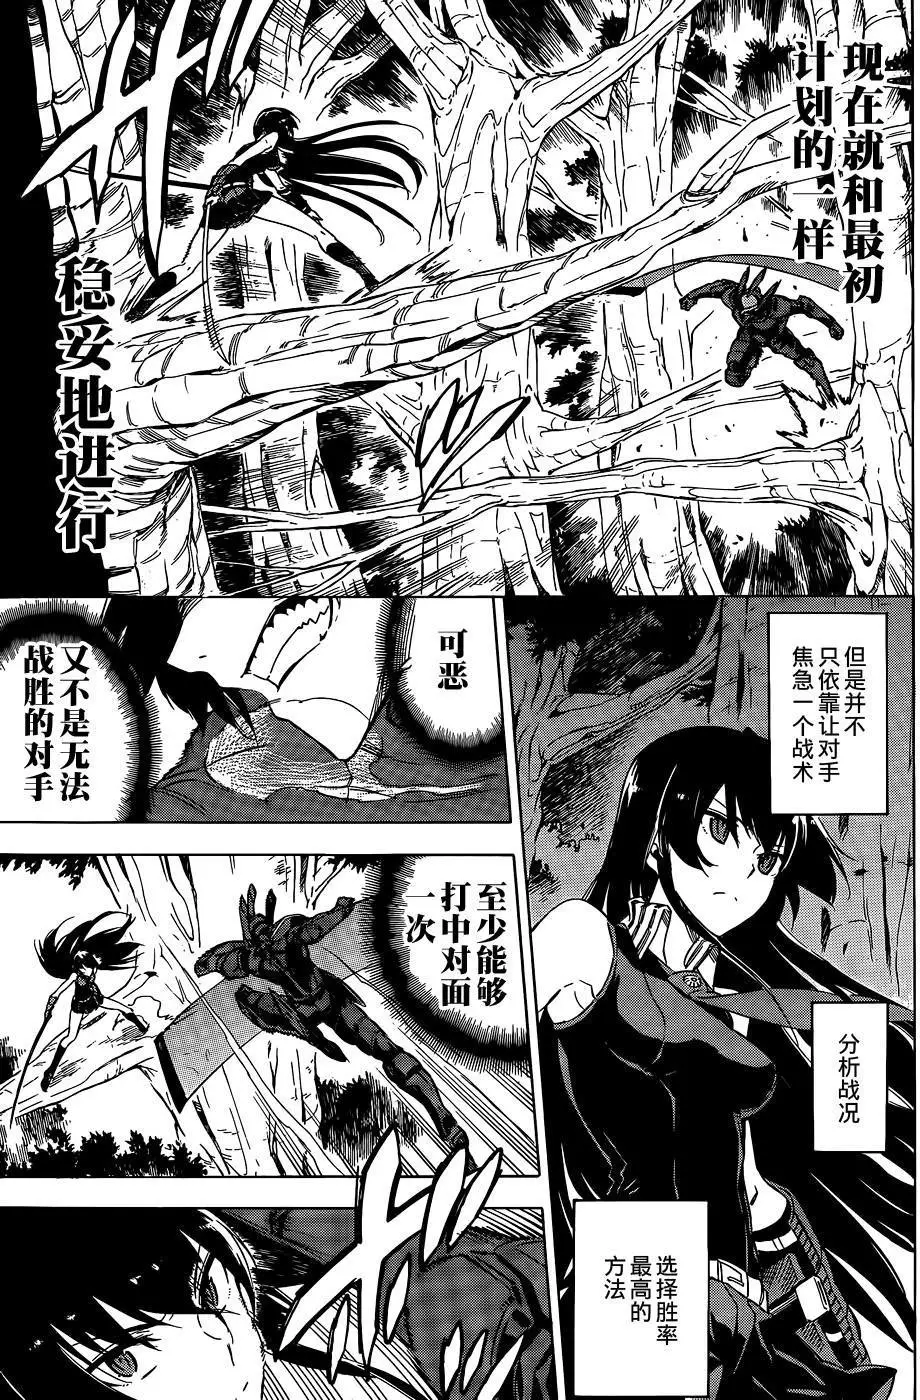 现在就和最初
计划的一样
稳妥地进行
但是并不
只依靠让对手
焦急一个战术
分析战况
选择胜率
最高的
方法
可恶
又不是无法
战胜的对手
至少能够
打中对面
一次